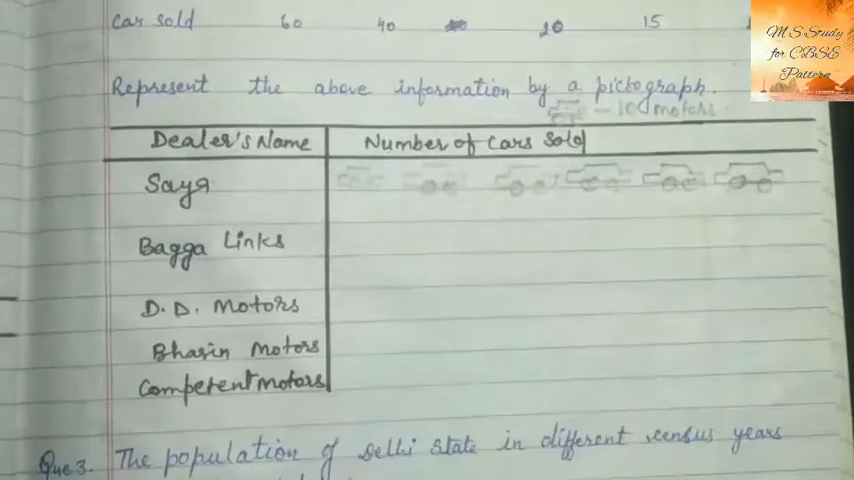 car sold 60 40 20 15
Represent the above information by a pictograph.
- 10 motors
Dealer's Name Number of Cars Sold
Saya
Bagga Links
D.D. Motors
Bhasin Motors
Competent Motors
Que 3. The population of Delhi State in different census years
MS Study
for CBSE
Pattern